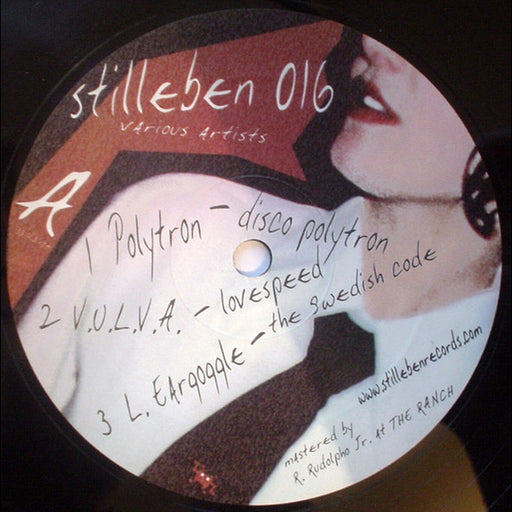 stilleben 016
various artists
A
1 Polytron - disco polytron
2 V.U.L.V.A. - lovespeed
3 L. Eargoggle - the swedish code
www.stillebenrecords.com
mastered by
R. Rudolpho Jr. at THE RANCH